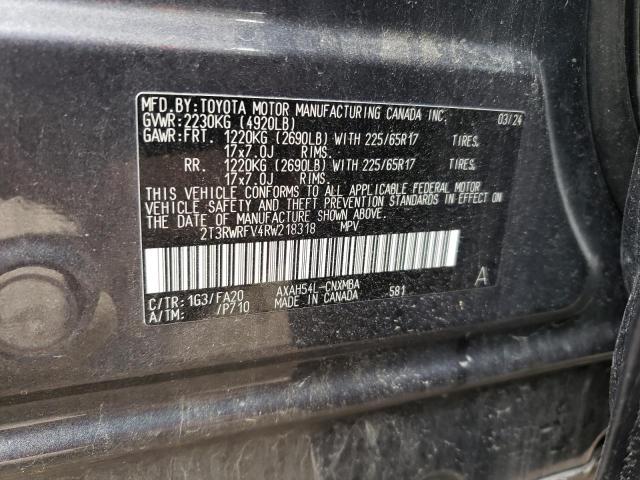 MFD.BY:TOYOTA MOTOR MANUFACTURING CANADA INC. 03/24
GVWR:2230KG (4920LB)
GAWR:FRT. 1220KG (2690LB) WITH 225/65R17 TIRES.
17x7.0J RIMS.
RR. 1220KG (2690LB) WITH 225/65R17 TIRES.
17x7.0J RIMS.
THIS VEHICLE CONFORMS TO ALL APPLICABLE FEDERAL MOTOR
VEHICLE SAFETY AND THEFT PREVENTION STANDARDS IN EFFECT
ON THE DATE OF MANUFACTURE SHOWN ABOVE.
2T3RWRFV4RW218318 MPV
C/TR: 1G3/FA20 AXAH54L-CNXMBA 581 A
A/TM: /P710 MADE IN CANADA